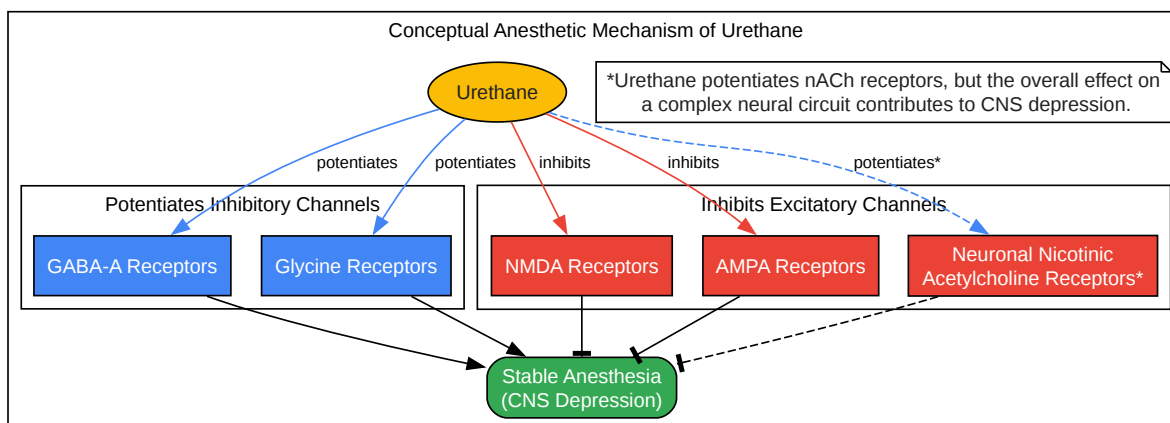 Conceptual Anesthetic Mechanism of Urethane
*Urethane potentiates nACh receptors, but the overall effect on
a complex neural circuit contributes to CNS depression.
Urethane
potentiates
potentiates
inhibits
inhibits
potentiates*
Potentiates Inhibitory Channels
Inhibits Excitatory Channels
GABA-A Receptors
Glycine Receptors
NMDA Receptors
AMPA Receptors
Neuronal Nicotinic
Acetylcholine Receptors*
Stable Anesthesia
(CNS Depression)